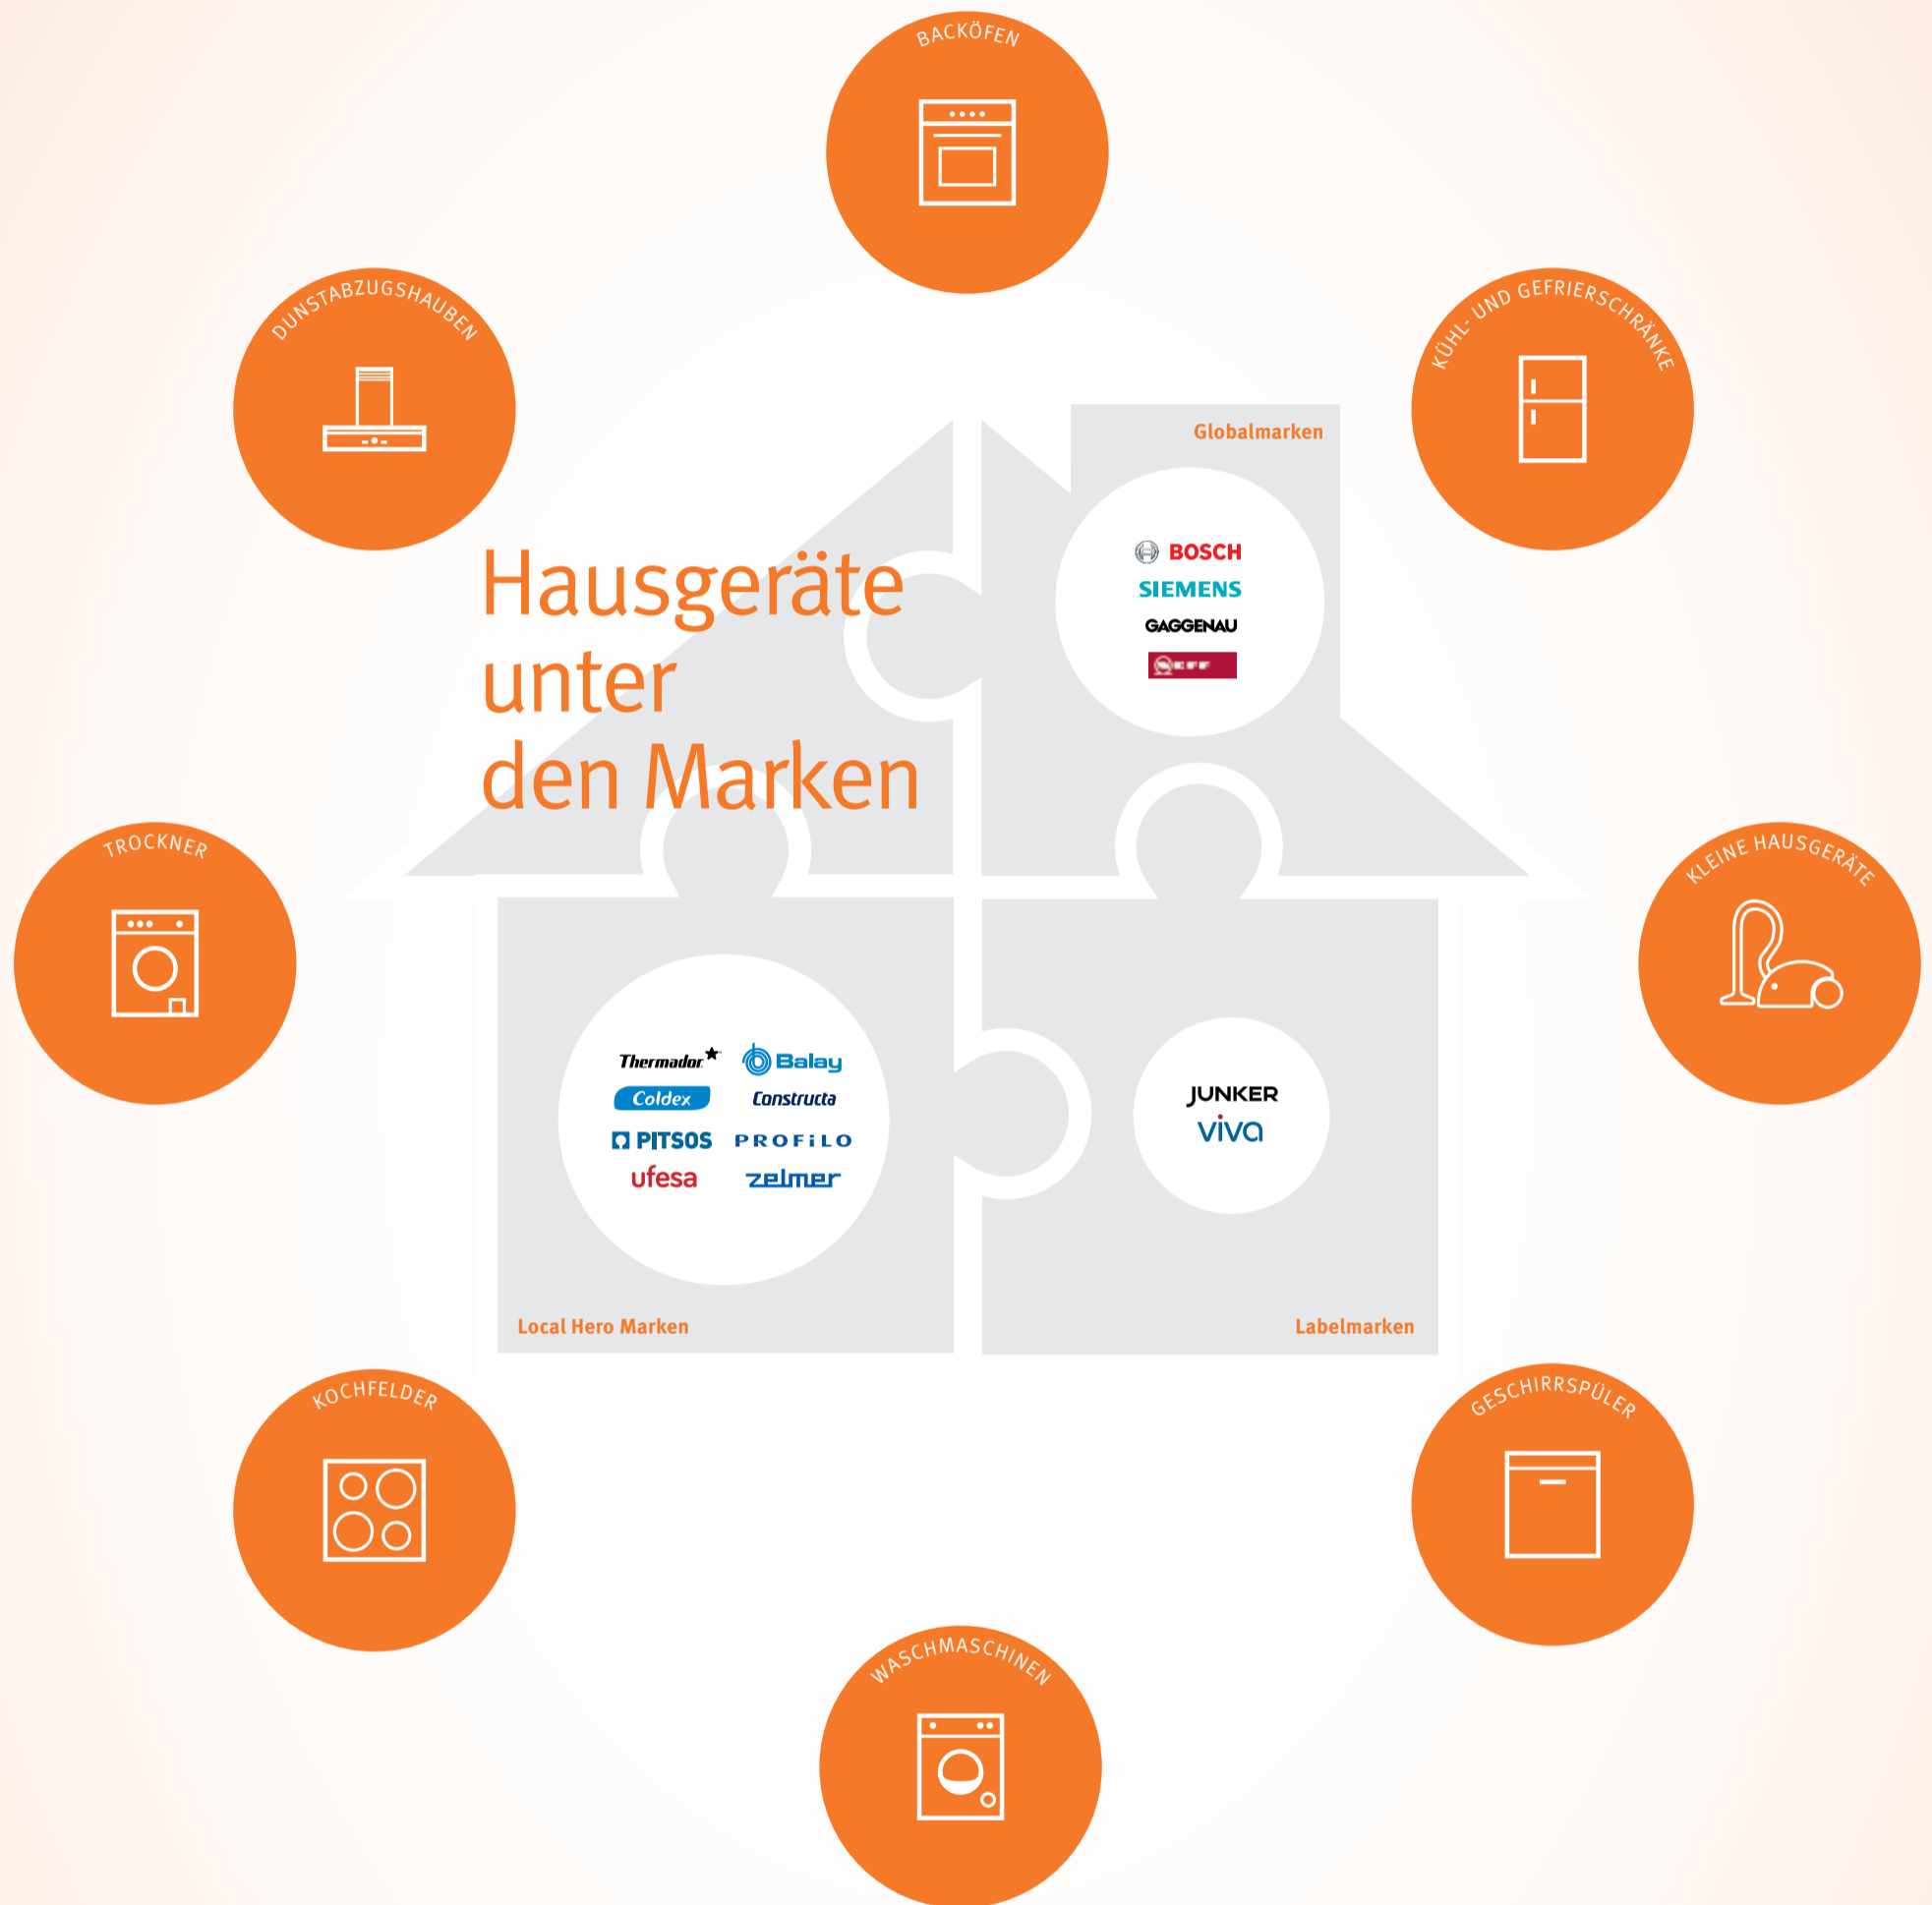 BACKÖFEN
DUNSTABZUGSHAUBEN
KÜHL- UND GEFRIERSCHRÄNKE
Globalmarken
BOSCH
SIEMENS
GAGGENAU
NEFF
Hausgeräte
unter
den Marken
TROCKNER
KLEINE HAUSGERÄTE
Thermador Balay
Coldex Constructa
PITSOS PROFiLO
ufesa zelmer
Local Hero Marken
JUNKER
viva
Labelmarken
KOCHFELDER
GESCHIRRSPÜLER
WASCHMASCHINEN